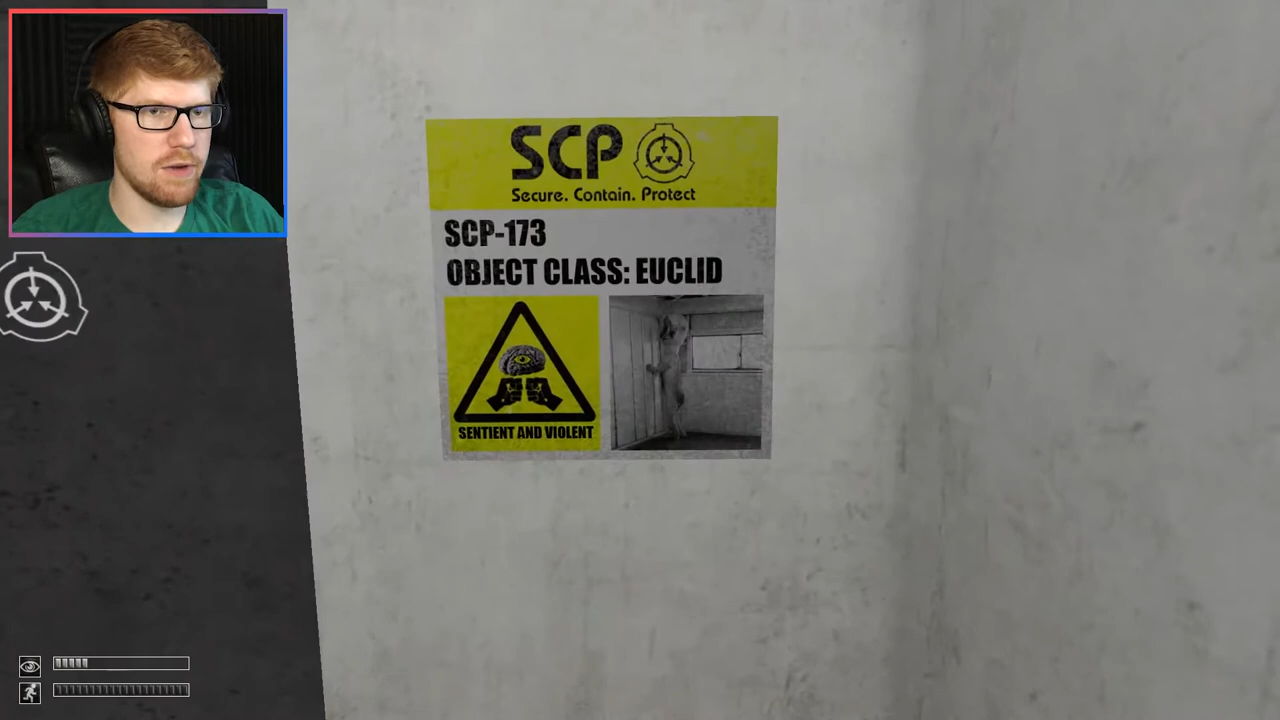 SCP
Secure. Contain. Protect
SCP-173
OBJECT CLASS: EUCLID
SENTIENT AND VIOLENT